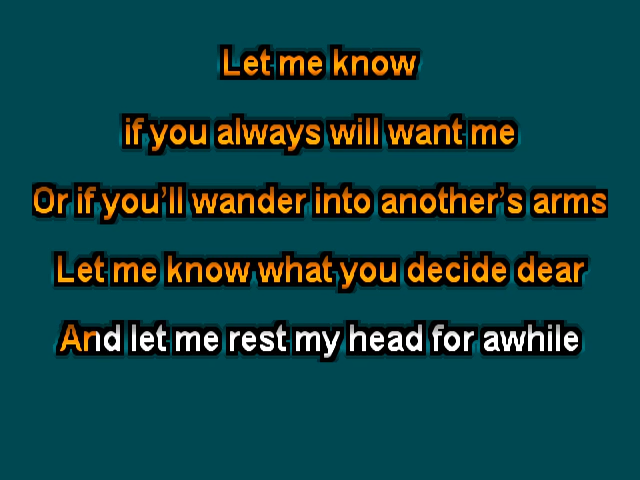 Let me know
if you always will want me
Or if you’ll wander into another’s arms
Let me know what you decide dear
And let me rest my head for awhile